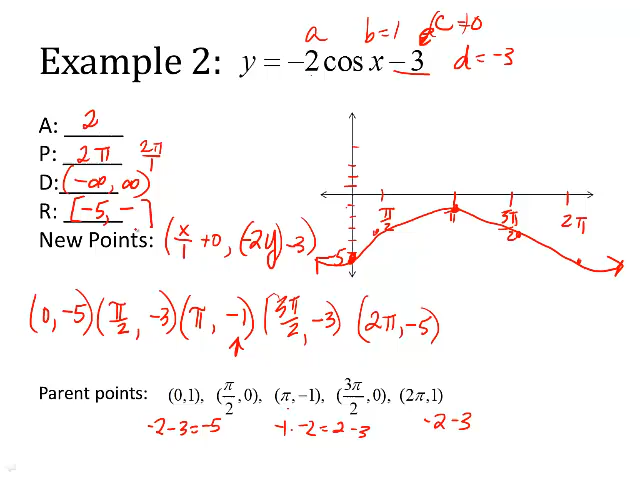 a b=1 c=0
Example 2: y = −2 cos x − 3 d = -3
A: 2
P: 2π 2π/1
D: (-∞, ∞)
R: [-5, -]
New Points: (x/1 +0, (-2y) -3)
π/2 π 3π/2 2π
-5
(0, -5) (π/2, -3) (π, -1) (3π/2, -3) (2π, -5)
Parent points: (0,1), (π/2, 0), (π, −1), (3π/2, 0), (2π, 1)
-2-3=-5 -1·-2=2-3 -2-3